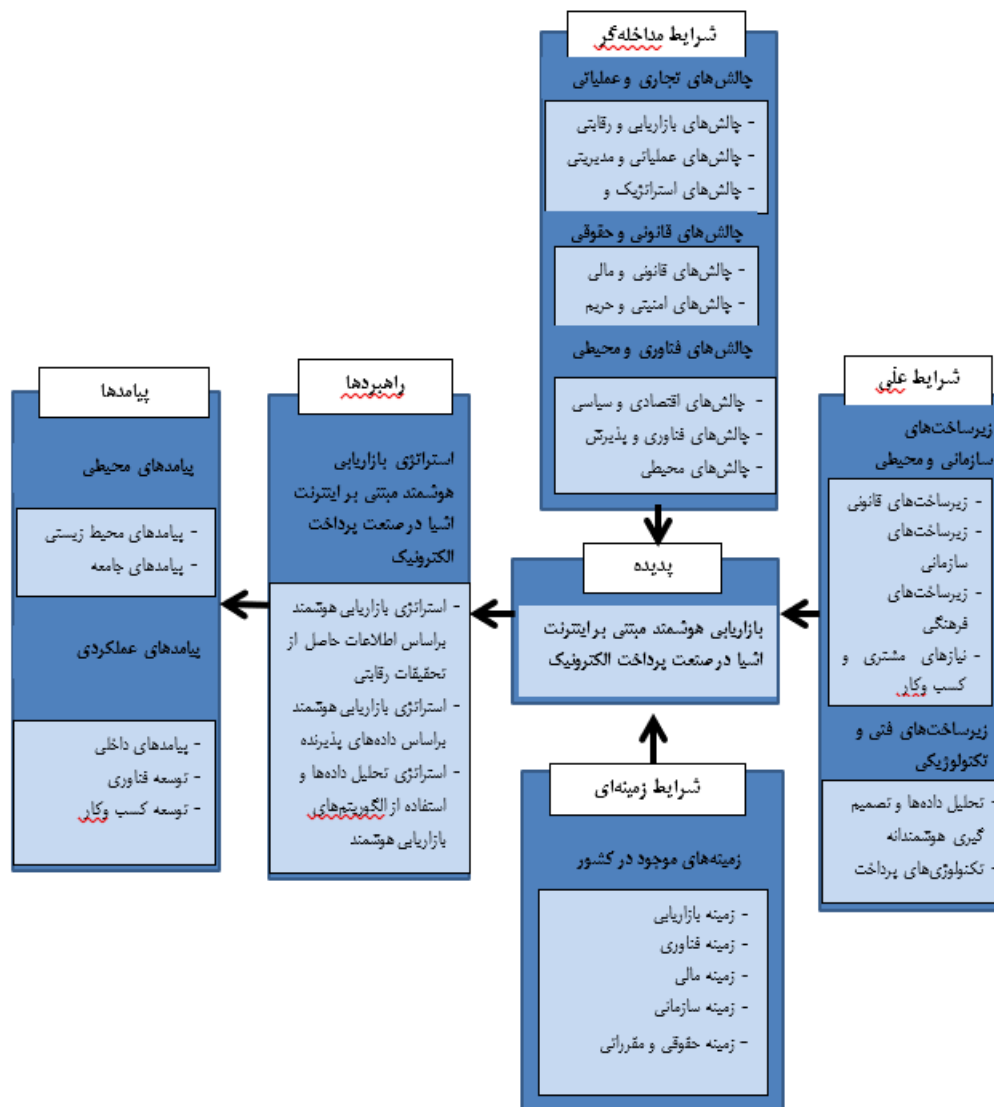 شرایط مداخله‌گر
چالش‌های تجاری و عملیاتی
- چالش‌های بازاریابی و رقابتی
- چالش‌های عملیاتی و مدیریتی
- چالش‌های استراتژیک و
چالش‌های قانونی و حقوقی
- چالش‌های قانونی و مالی
- چالش‌های امنیتی و حریم
چالش‌های فناوری و محیطی
- چالش‌های اقتصادی و سیاسی
- چالش‌های فناوری و پذیرش
- چالش‌های محیطی
شرایط علّی
زیرساخت‌های
سازمانی و محیطی
- زیرساخت‌های قانونی
- زیرساخت‌های
سازمانی
- زیرساخت‌های
فرهنگی
- نیازهای مشتری و
کسب وکار
زیرساخت‌های فنی و
تکنولوژیکی
- تحلیل داده‌ها و تصمیم
گیری هوشمندانه
- تکنولوژی‌های پرداخت
پدیده
بازاریابی هوشمند مبتنی بر اینترنت
اشیا در صنعت پرداخت الکترونیک
شرایط زمینه‌ای
زمینه‌های موجود در کشور
- زمینه بازاریابی
- زمینه فناوری
- زمینه مالی
- زمینه سازمانی
- زمینه حقوقی و مقرراتی
راهبردها
استراتژی بازاریابی
هوشمند مبتنی بر اینترنت
اشیا در صنعت پرداخت
الکترونیک
- استراتژی بازاریابی هوشمند
براساس اطلاعات حاصل از
تحقیقات رقابتی
- استراتژی بازاریابی هوشمند
براساس داده‌های پذیرنده
- استراتژی تحلیل داده‌ها و
استفاده از الگوریتم‌های
بازاریابی هوشمند
پیامدها
پیامدهای محیطی
- پیامدهای محیط زیستی
- پیامدهای جامعه
پیامدهای عملکردی
- پیامدهای داخلی
- توسعه فناوری
- توسعه کسب وکار